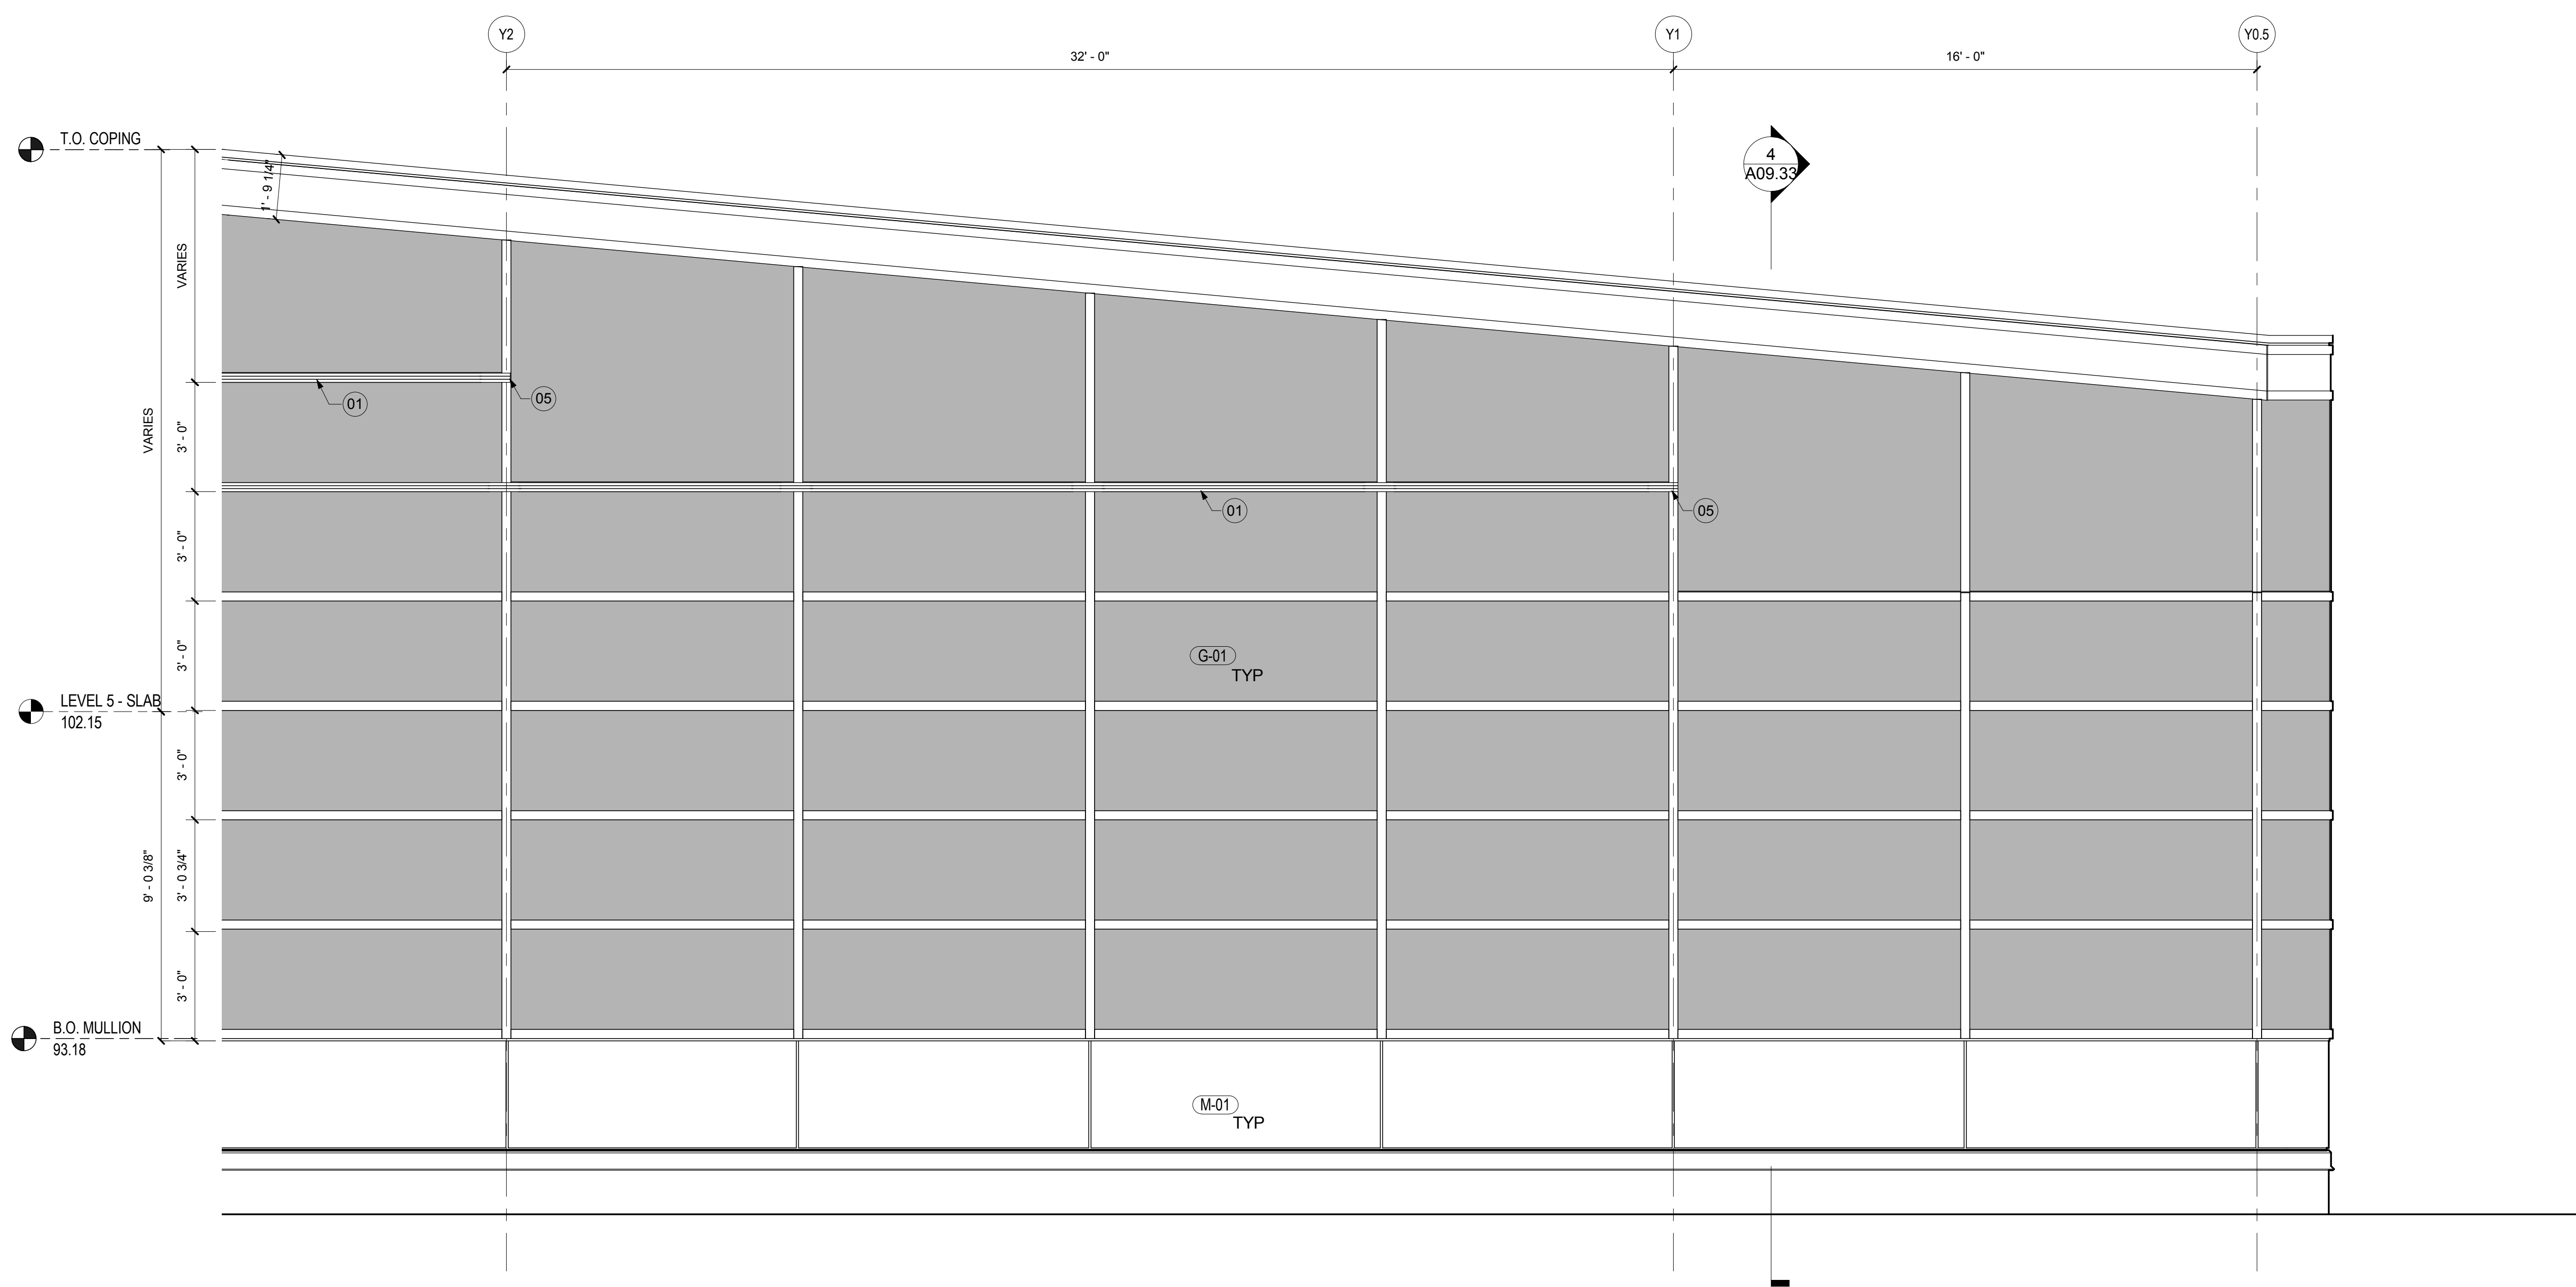 Y2
Y1
Y0.5
32' - 0"
16' - 0"
T.O. COPING
4
A09.33
1' - 9 1/4"
VARIES
01
05
VARIES
3' - 0"
01
05
3' - 0"
3' - 0"
G-01
TYP
LEVEL 5 - SLAB
102.15
3' - 0"
9' - 0 3/8"
3' - 0 3/4"
3' - 0"
B.O. MULLION
93.18
M-01
TYP